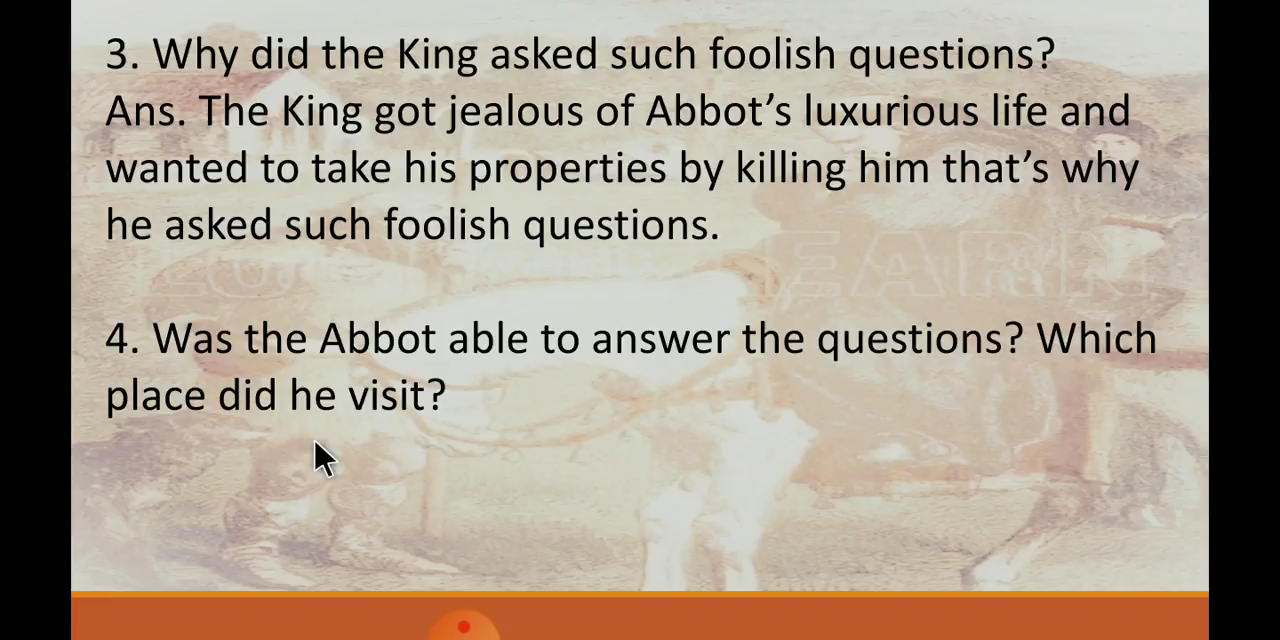 3. Why did the King asked such foolish questions?
Ans. The King got jealous of Abbot’s luxurious life and
wanted to take his properties by killing him that’s why
he asked such foolish questions.
4. Was the Abbot able to answer the questions? Which
place did he visit?